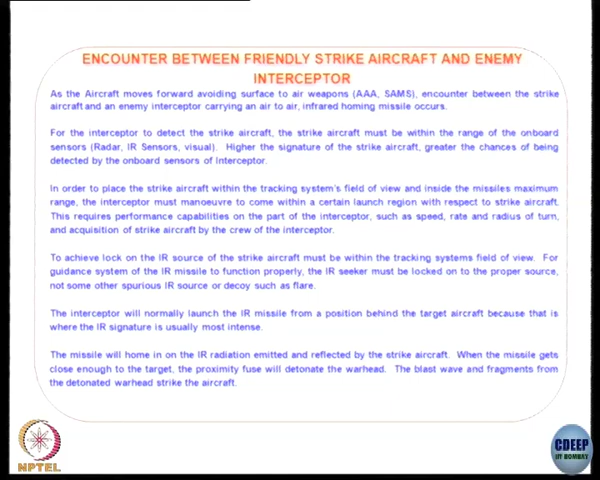 ENCOUNTER BETWEEN FRIENDLY STRIKE AIRCRAFT AND ENEMY
INTERCEPTOR
As the Aircraft moves forward avoiding surface to air weapons (AAA, SAMS), encounter between the strike
aircraft and an enemy interceptor carrying an air to air, infrared homing missile occurs.
For the interceptor to detect the strike aircraft, the strike aircraft must be within the range of the onboard
sensors (Radar, IR Sensors, visual). Higher the signature of the strike aircraft, greater the chances of being
detected by the onboard sensors of Interceptor.
In order to place the strike aircraft within the tracking system's field of view and inside the missiles maximum
range, the interceptor must manoeuvre to come within a certain launch region with respect to strike aircraft.
This requires performance capabilities on the part of the interceptor, such as speed, rate and radius of turn,
and acquisition of strike aircraft by the crew of the interceptor.
To achieve lock on the IR source of the strike aircraft must be within the tracking systems field of view. For
guidance system of the IR missile to function properly, the IR seeker must be locked on to the proper source,
not some other spurious IR source or decoy such as flare.
The interceptor will normally launch the IR missile from a position behind the target aircraft because that is
where the IR signature is usually most intense.
The missile will home in on the IR radiation emitted and reflected by the strike aircraft. When the missile gets
close enough to the target, the proximity fuse will detonate the warhead. The blast wave and fragments from
the detonated warhead strike the aircraft.
NPTEL
CDEEP
IIT BOMBAY